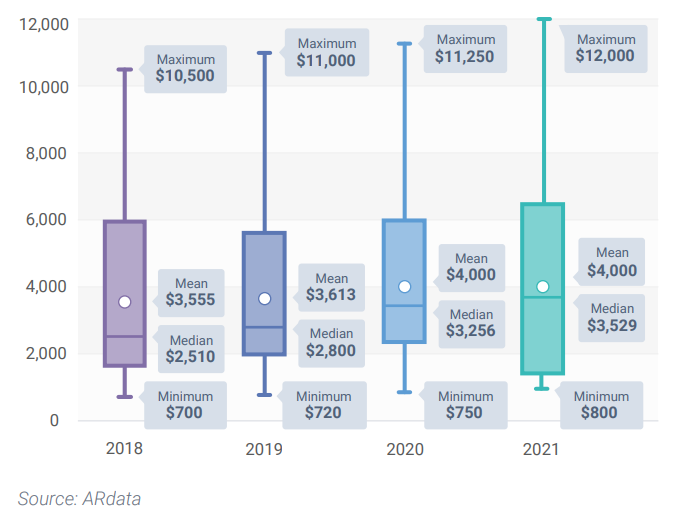 12,000
10,000
8,000
6,000
4,000
2,000
0
Maximum
$10,500
Mean
$3,555
Median
$2,510
Minimum
$700
Maximum
$11,000
Mean
$3,613
Median
$2,800
Minimum
$720
Maximum
$11,250
Mean
$4,000
Median
$3,256
Minimum
$750
Maximum
$12,000
Mean
$4,000
Median
$3,529
Minimum
$800
2018
2019
2020
2021
Source: ARdata